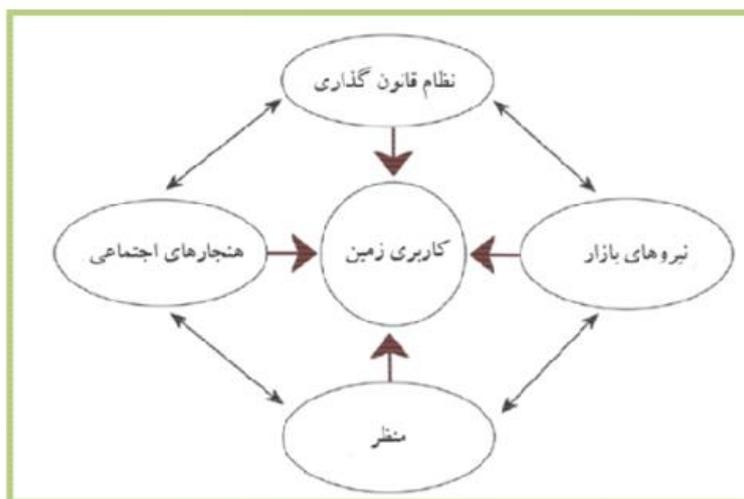 نظام قانون گذاری
هنجارهای اجتماعی
کاربری زمین
نیروهای بازار
منظر